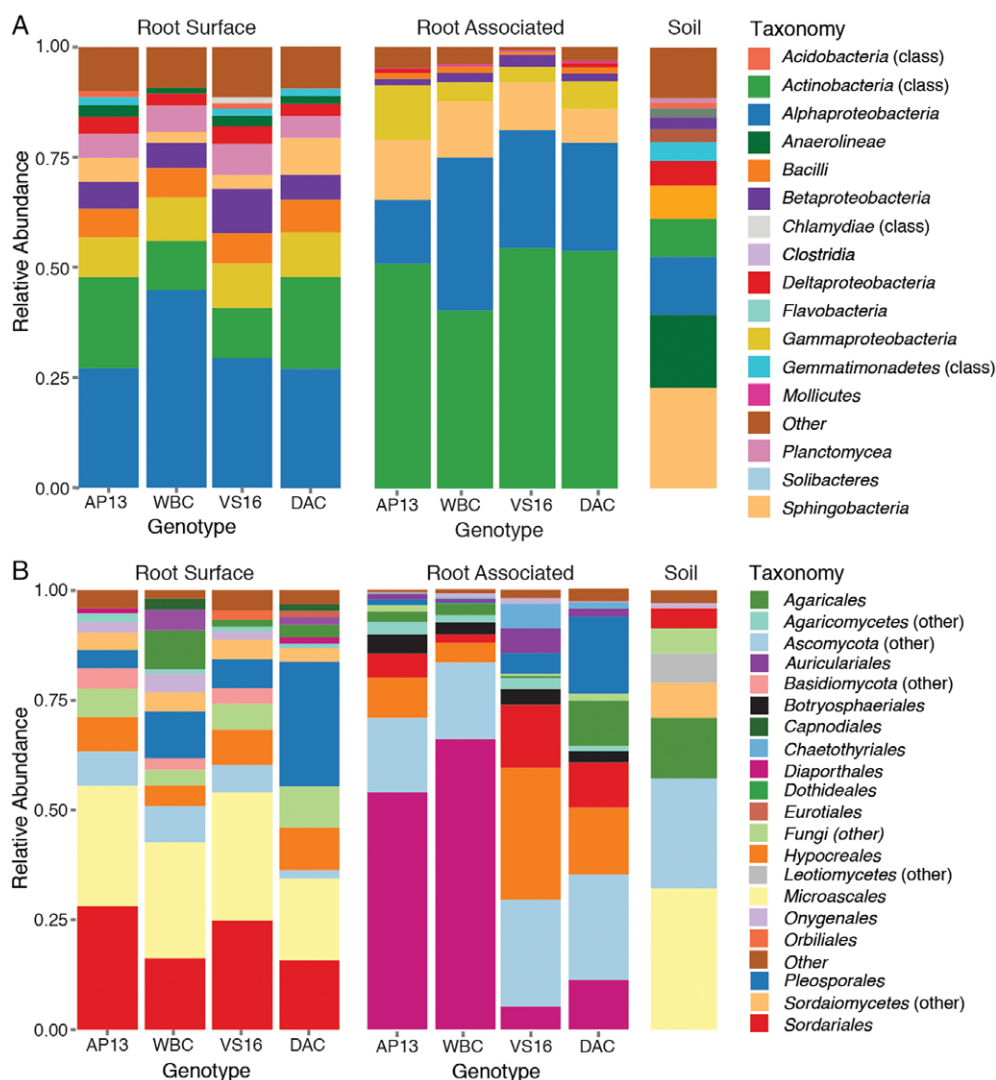 A
Root Surface
Root Associated
Soil
Taxonomy
Relative Abundance
1.00
0.75
0.50
0.25
0.00
AP13 WBC VS16 DAC
Genotype
AP13 WBC VS16 DAC
Genotype
Acidobacteria (class)
Actinobacteria (class)
Alphaproteobacteria
Anaerolineae
Bacilli
Betaproteobacteria
Chlamydiae (class)
Clostridia
Deltaproteobacteria
Flavobacteria
Gammaproteobacteria
Gemmatimonadetes (class)
Mollicutes
Other
Planctomycea
Solibacteres
Sphingobacteria
B
Root Surface
Root Associated
Soil
Taxonomy
Relative Abundance
1.00
0.75
0.50
0.25
0.00
AP13 WBC VS16 DAC
Genotype
AP13 WBC VS16 DAC
Genotype
Agaricales
Agaricomycetes (other)
Ascomycota (other)
Auriculariales
Basidiomycota (other)
Botryosphaeriales
Capnodiales
Chaetothyriales
Diaporthales
Dothideales
Eurotiales
Fungi (other)
Hypocreales
Leotiomycetes (other)
Microascales
Onygenales
Orbiliales
Other
Pleosporales
Sordaiomycetes (other)
Sordariales